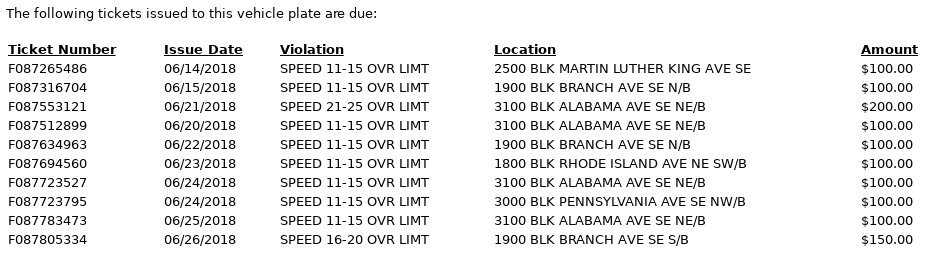 The following tickets issued to this vehicle plate are due:
Ticket Number Issue Date Violation Location Amount
F087265486 06/14/2018 SPEED 11-15 OVR LIMT 2500 BLK MARTIN LUTHER KING AVE SE $100.00
F087316704 06/15/2018 SPEED 11-15 OVR LIMT 1900 BLK BRANCH AVE SE N/B $100.00
F087553121 06/21/2018 SPEED 21-25 OVR LIMT 3100 BLK ALABAMA AVE SE NE/B $200.00
F087512899 06/20/2018 SPEED 11-15 OVR LIMT 3100 BLK ALABAMA AVE SE NE/B $100.00
F087634963 06/22/2018 SPEED 11-15 OVR LIMT 1900 BLK BRANCH AVE SE N/B $100.00
F087694560 06/23/2018 SPEED 11-15 OVR LIMT 1800 BLK RHODE ISLAND AVE NE SW/B $100.00
F087723527 06/24/2018 SPEED 11-15 OVR LIMT 3100 BLK ALABAMA AVE SE NE/B $100.00
F087723795 06/24/2018 SPEED 11-15 OVR LIMT 3000 BLK PENNSYLVANIA AVE SE NW/B $100.00
F087783473 06/25/2018 SPEED 11-15 OVR LIMT 3100 BLK ALABAMA AVE SE NE/B $100.00
F087805334 06/26/2018 SPEED 16-20 OVR LIMT 1900 BLK BRANCH AVE SE S/B $150.00